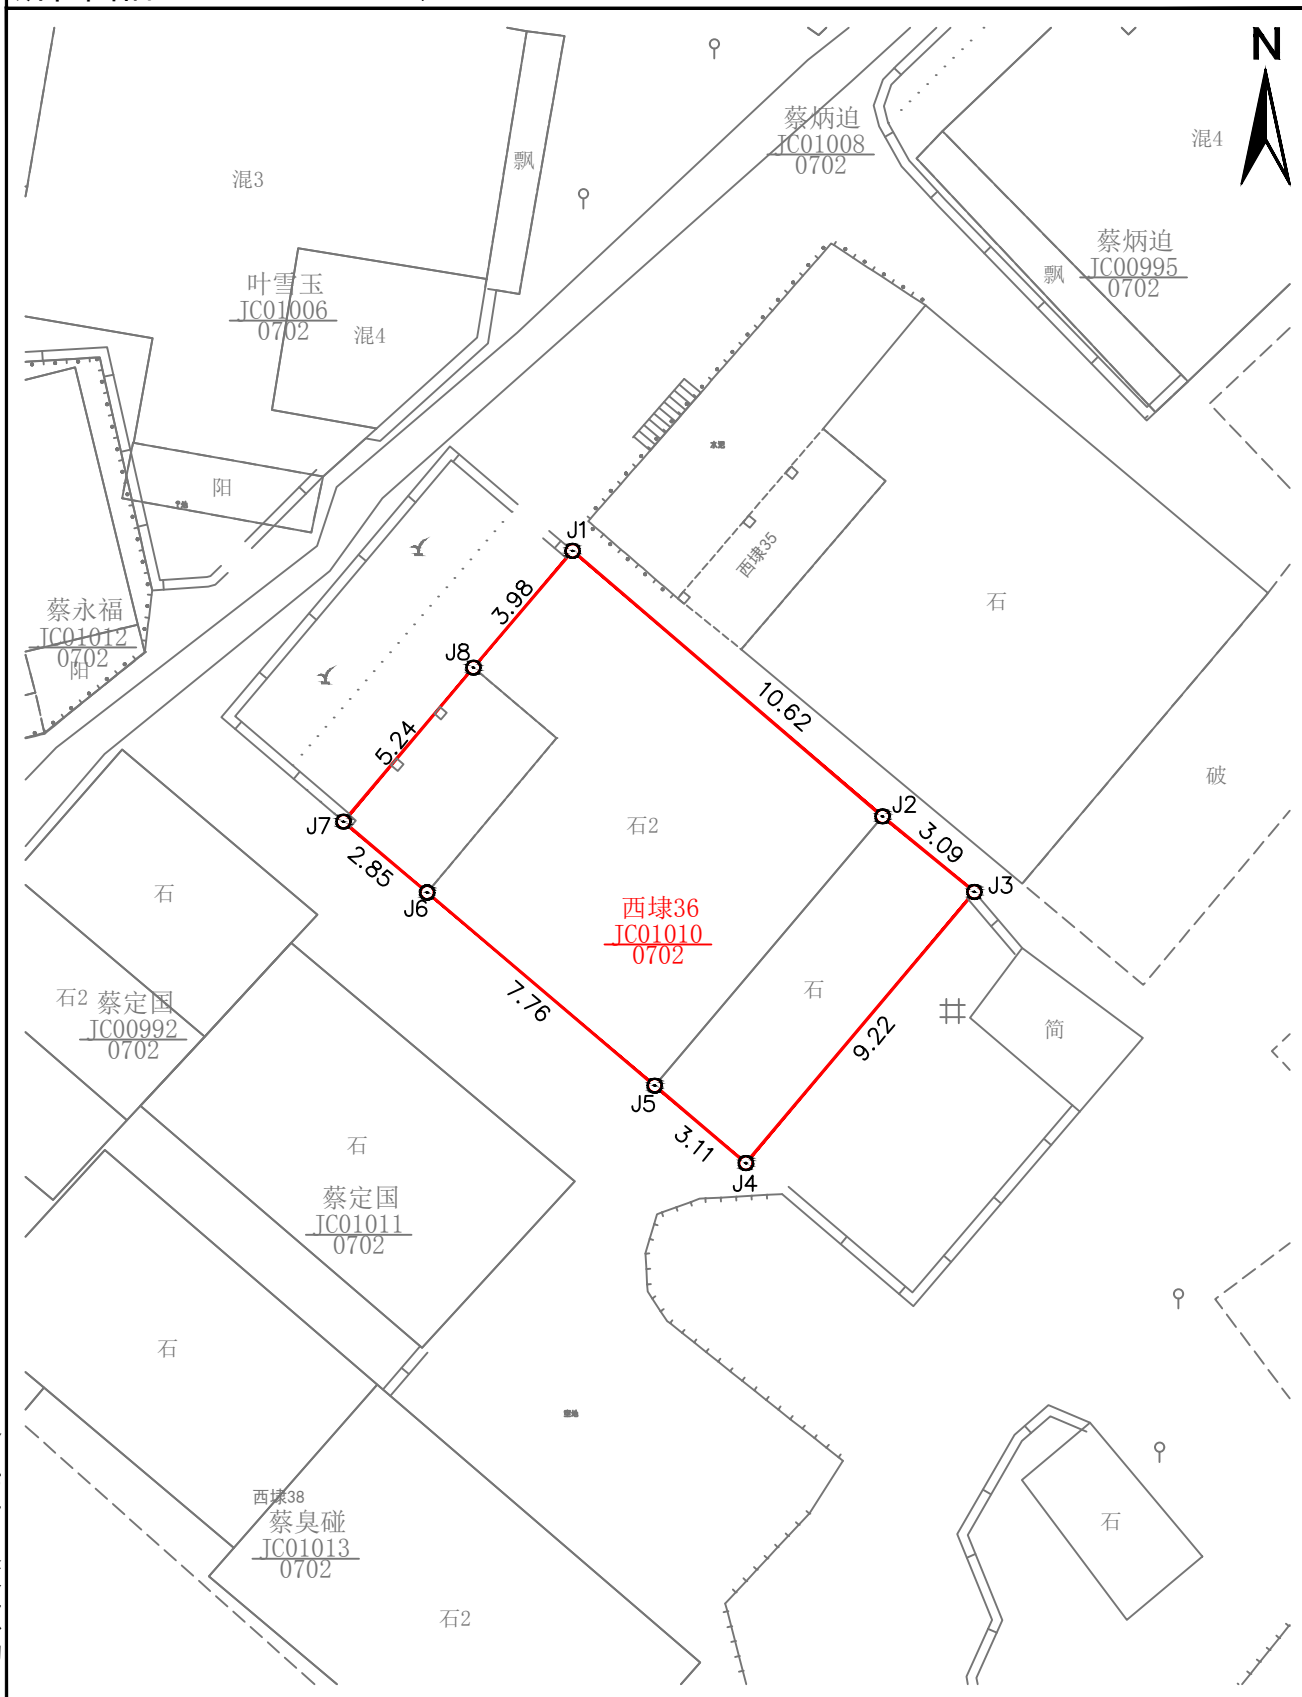 N
蔡炳迫
JC01008
0702
混4
混3
飘
蔡炳迫
JC00995
0702
飘
叶雪玉
JC01006
0702
混4
阳
西埭35
石
J1
3.98
蔡永福
JC01012
0702
阳
J8
10.62
5.24
破
J2
J7
石2
3.09
2.85
J3
石
J6
西埭36
JC01010
0702
石
石2
蔡定国
JC00992
0702
7.76
9.22
简
J5
3.11
石
J4
蔡定国
JC01011
0702
石
西埭38
蔡臭碰
JC01013
0702
石
石2